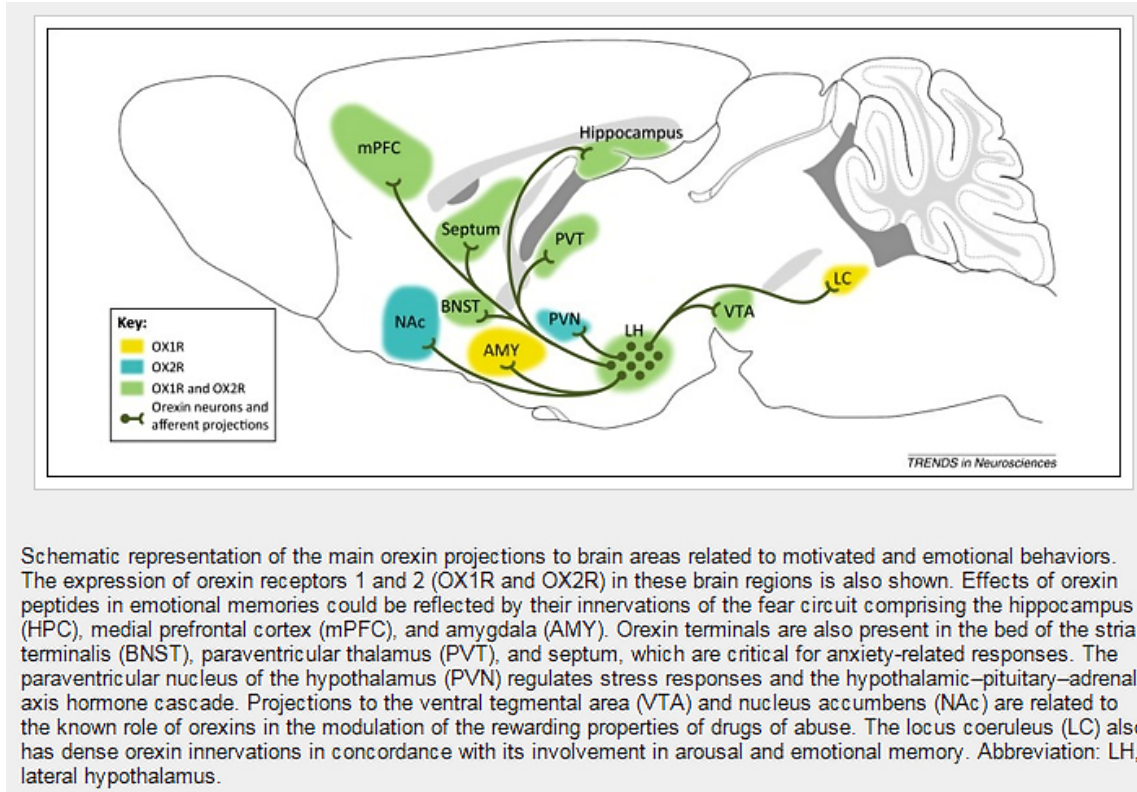 Hippocampus
mPFC
Septum
PVT
LC
BNST
NAc
PVN
VTA
LH
AMY
Key:
OX1R
OX2R
OX1R and OX2R
Orexin neurons and
afferent projections
TRENDS in Neurosciences
Schematic representation of the main orexin projections to brain areas related to motivated and emotional behaviors.
The expression of orexin receptors 1 and 2 (OX1R and OX2R) in these brain regions is also shown. Effects of orexin
peptides in emotional memories could be reflected by their innervations of the fear circuit comprising the hippocampus
(HPC), medial prefrontal cortex (mPFC), and amygdala (AMY). Orexin terminals are also present in the bed of the stria
terminalis (BNST), paraventricular thalamus (PVT), and septum, which are critical for anxiety-related responses. The
paraventricular nucleus of the hypothalamus (PVN) regulates stress responses and the hypothalamic–pituitary–adrenal
axis hormone cascade. Projections to the ventral tegmental area (VTA) and nucleus accumbens (NAc) are related to
the known role of orexins in the modulation of the rewarding properties of drugs of abuse. The locus coeruleus (LC) also
has dense orexin innervations in concordance with its involvement in arousal and emotional memory. Abbreviation: LH,
lateral hypothalamus.